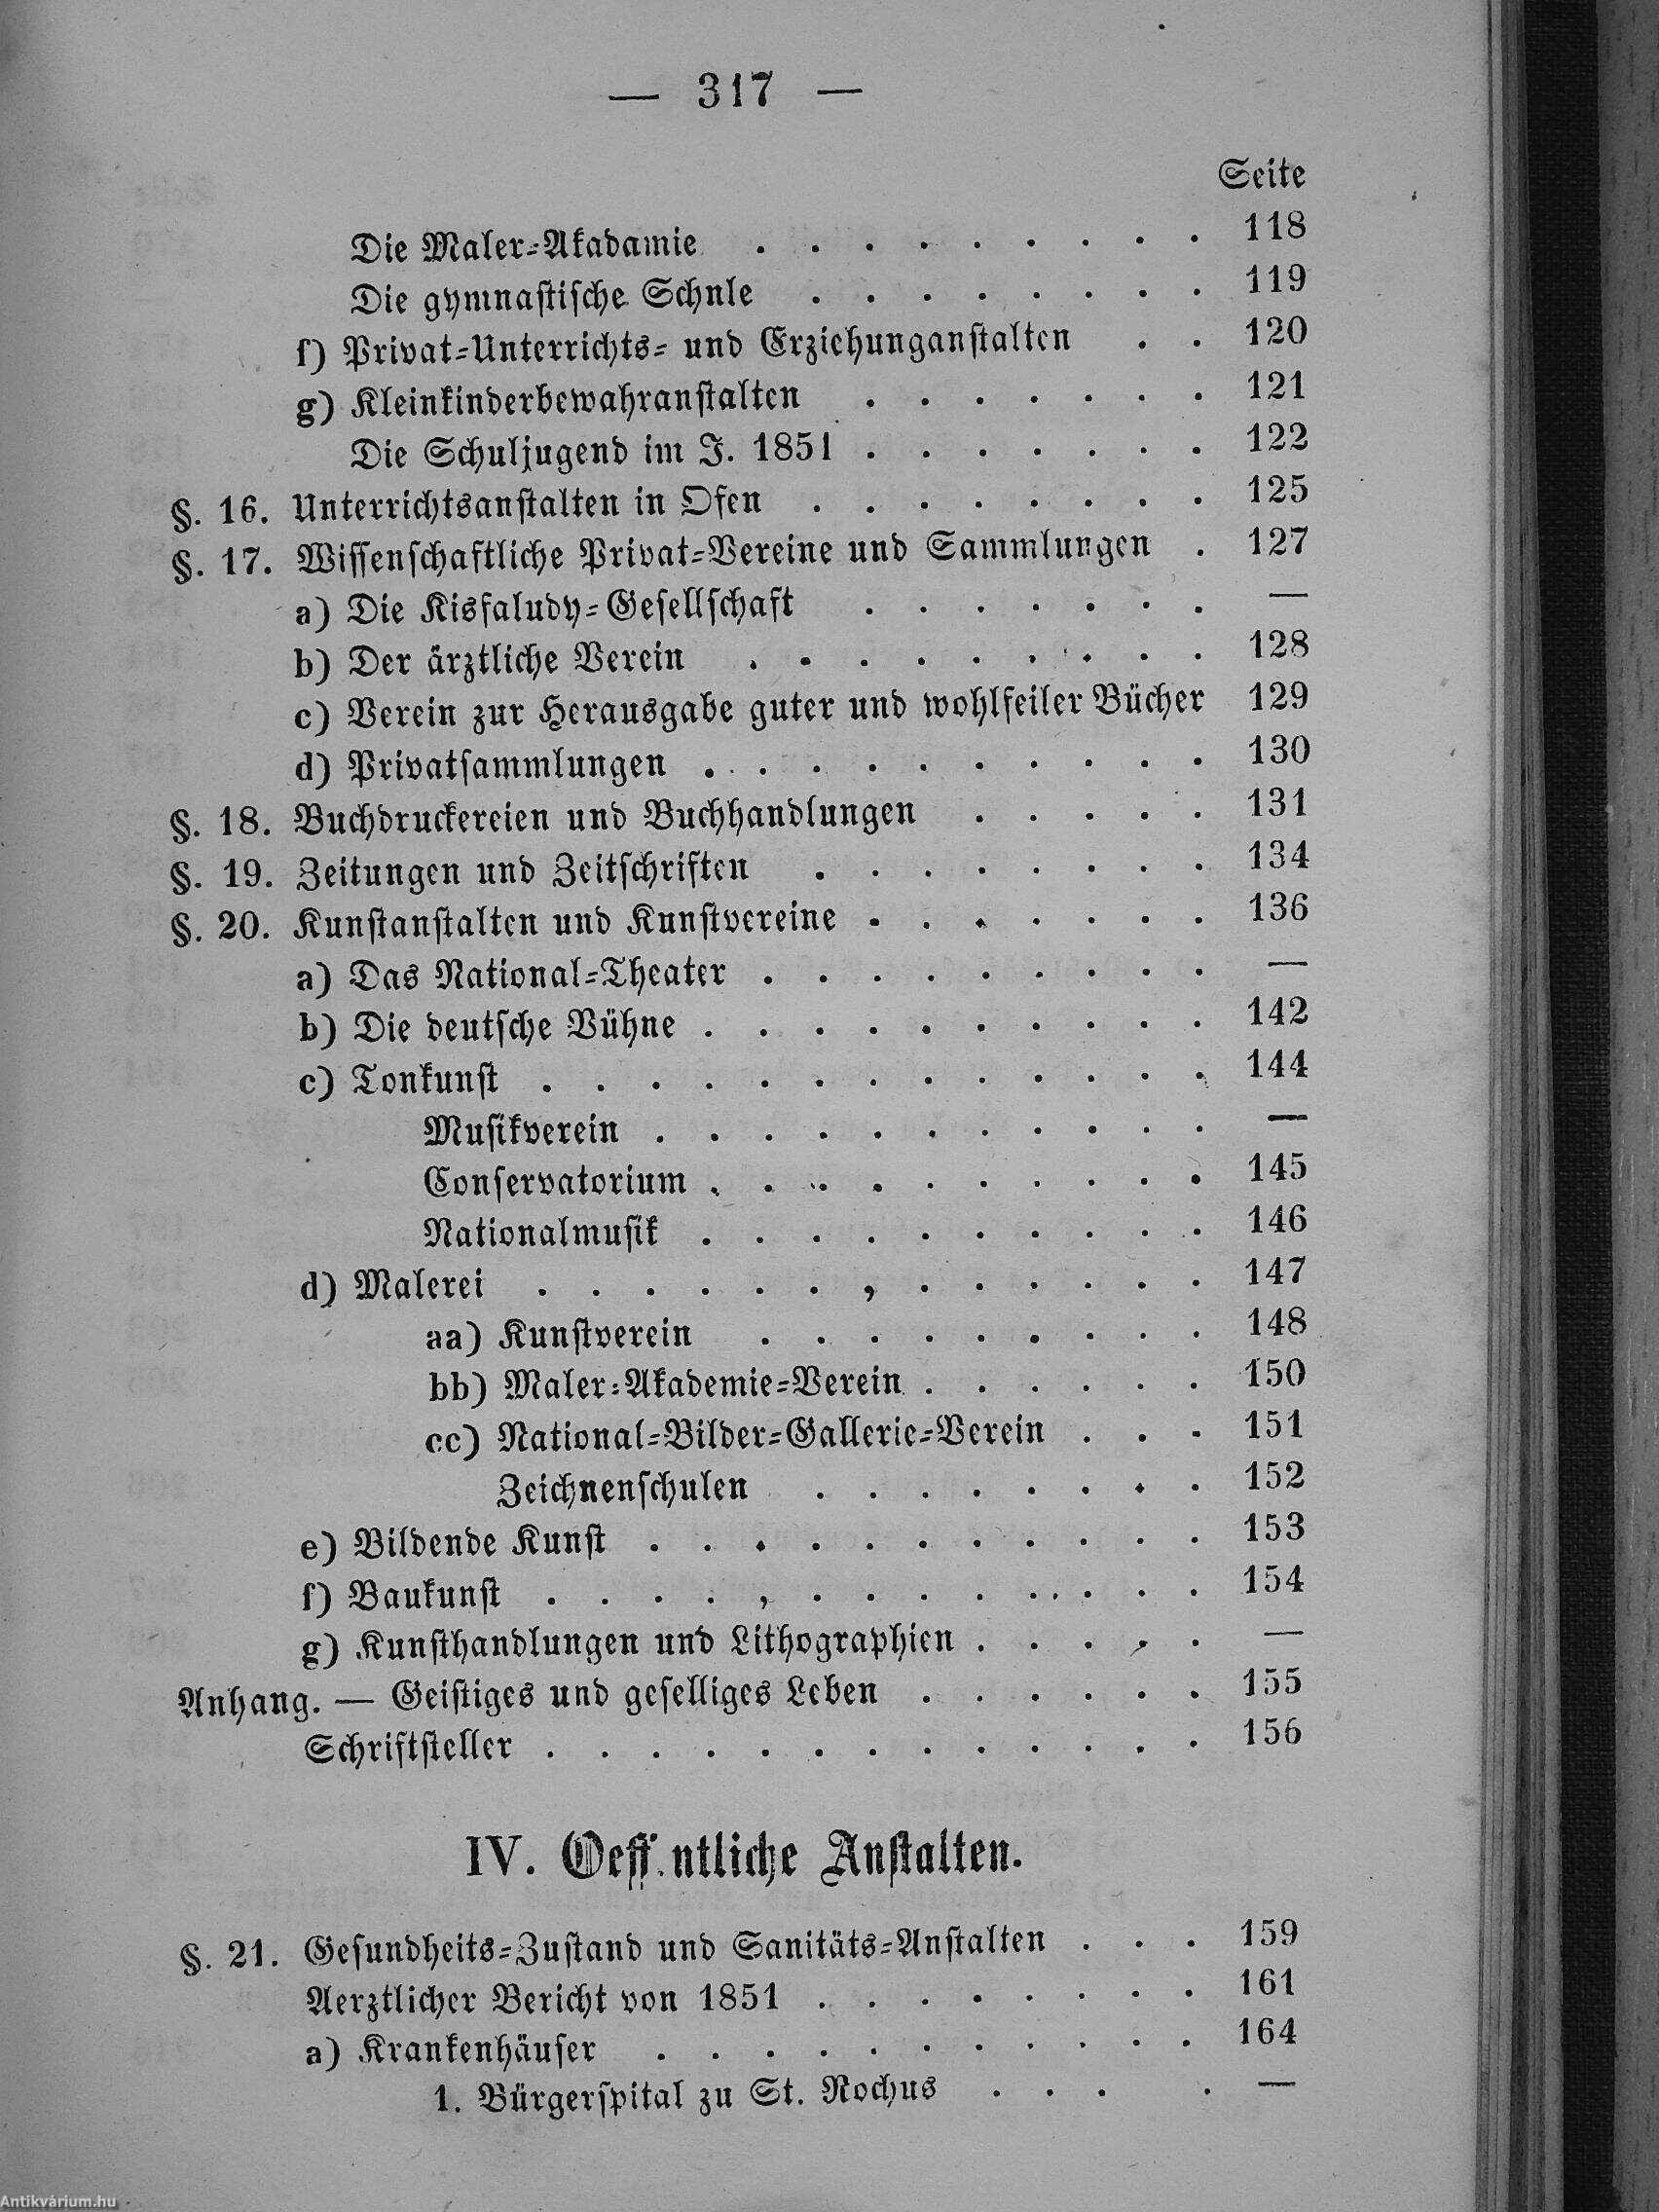 — 317 —
Seite
Die Maler-Akadamie . . . . . . . . . 118
Die gymnastische Schnle . . . . . . . . 119
f) Privat-Unterrichts- und Erziehunganstalten . . 120
g) Kleinkinderbewahranstalten . . . . . . . 121
Die Schuljugend im J. 1851 . . . . . . . 122
§. 16. Unterrichtsanstalten in Ofen . . . . . . . . 125
§. 17. Wissenschaftliche Privat-Vereine und Sammlungen . 127
a) Die Kisfaludy-Gesellschaft . . . . . . . —
b) Der ärztliche Verein . . . . . . . . . 128
c) Verein zur Herausgabe guter und wohlfeiler Bücher 129
d) Privatsammlungen . . . . . . . . . . 130
§. 18. Buchdruckereien und Buchhandlungen . . . . . 131
§. 19. Zeitungen und Zeitschriften . . . . . . . . 134
§. 20. Kunstanstalten und Knnstvereine . . . . . . . 136
a) Das National-Theater . . . . . . . . . —
b) Die deutsche Bühne . . . . . . . . . . 142
c) Tonkunst . . . . . . . . . . . . . 144
Musikverein . . . . . . . . . . . —
Conservatorium . . . . . . . . . . 145
Nationalmusik . . . . . . . . . . 146
d) Malerei . . . . . . , . . . . . . 147
aa) Kunstverein . . . . . . . . . 148
bb) Maler-Akademie-Verein . . . . . . 150
cc) National-Bilder-Gallerie-Verein . . . 151
Zeichnenschulen . . . . . . . . 152
e) Bildende Kunst . . . . . . . . . . . 153
f) Baukunst . . . . , . . . . . . . . 154
g) Kunsthandlungen und Lithographien . . . . . —
Anhang. — Geistiges und geselliges Leben . . . . . . 155
Schriftsteller . . . . . . . . . . . . . 156
IV. Oeff.ntliche Anstalten.
§. 21. Gesundheits-Zustand und Sanitäts-Anstalten . . . 159
Aerztlicher Bericht von 1851 . . . . . . . . 161
a) Krankenhäuser . . . . . . . . . . . 164
1. Bürgerspital zu St. Rochus . . . . —
Antikvárium.hu